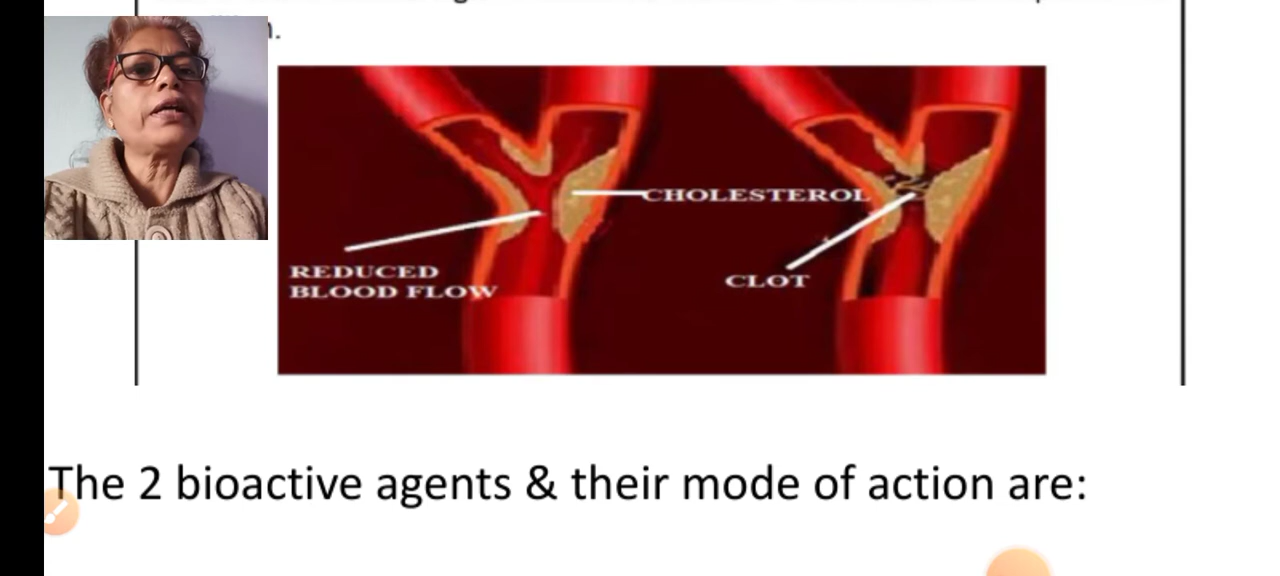 CHOLESTEROL
REDUCED
BLOOD FLOW
CLOT
The 2 bioactive agents & their mode of action are: